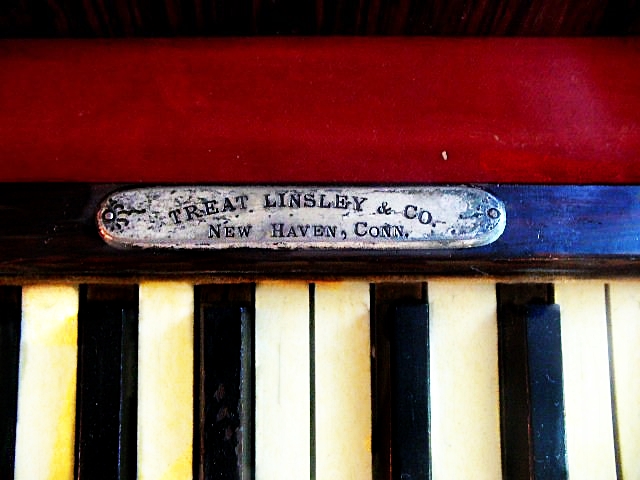 TREAT LINSLEY & CO.
NEW HAVEN, CONN.